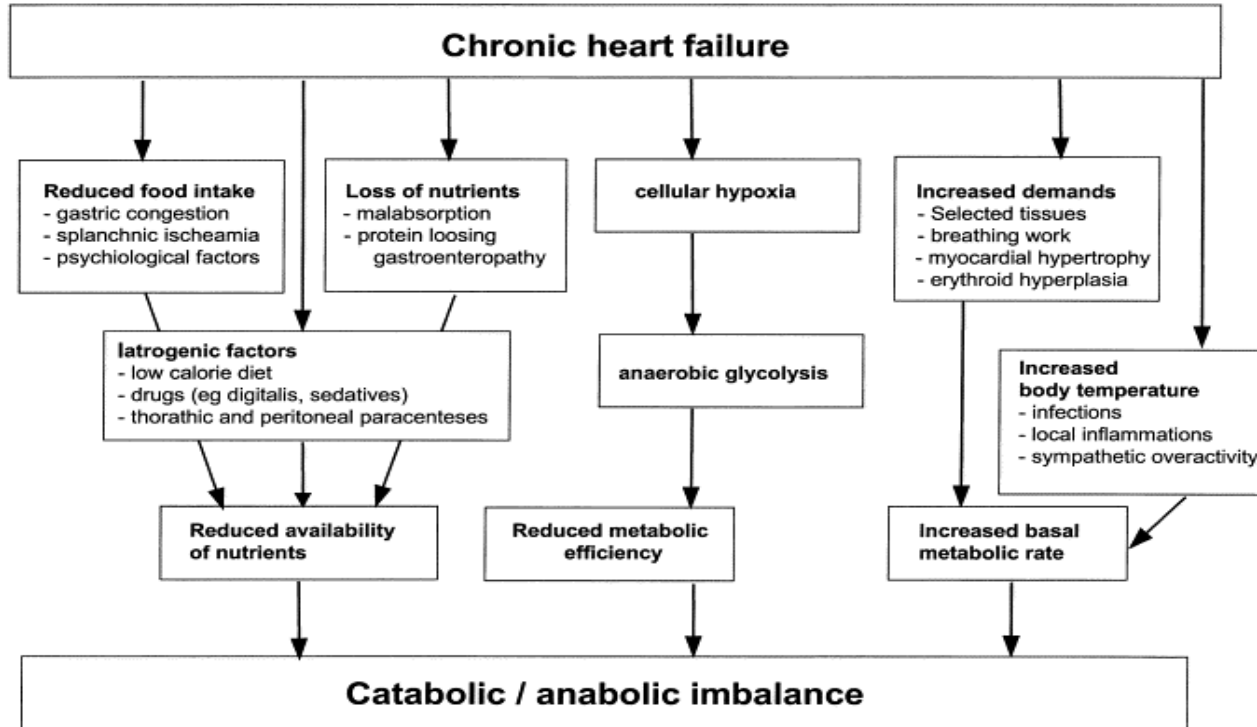 Chronic heart failure
Reduced food intake
- gastric congestion
- splanchnic ischeamia
- psychiological factors
Loss of nutrients
- malabsorption
- protein loosing
gastroenteropathy
cellular hypoxia
Increased demands
- Selected tissues
- breathing work
- myocardial hypertrophy
- erythroid hyperplasia
Iatrogenic factors
- low calorie diet
- drugs (eg digitalis, sedatives)
- thorathic and peritoneal paracenteses
anaerobic glycolysis
Increased
body temperature
- infections
- local inflammations
- sympathetic overactivity
Reduced availability
of nutrients
Reduced metabolic
efficiency
Increased basal
metabolic rate
Catabolic / anabolic imbalance